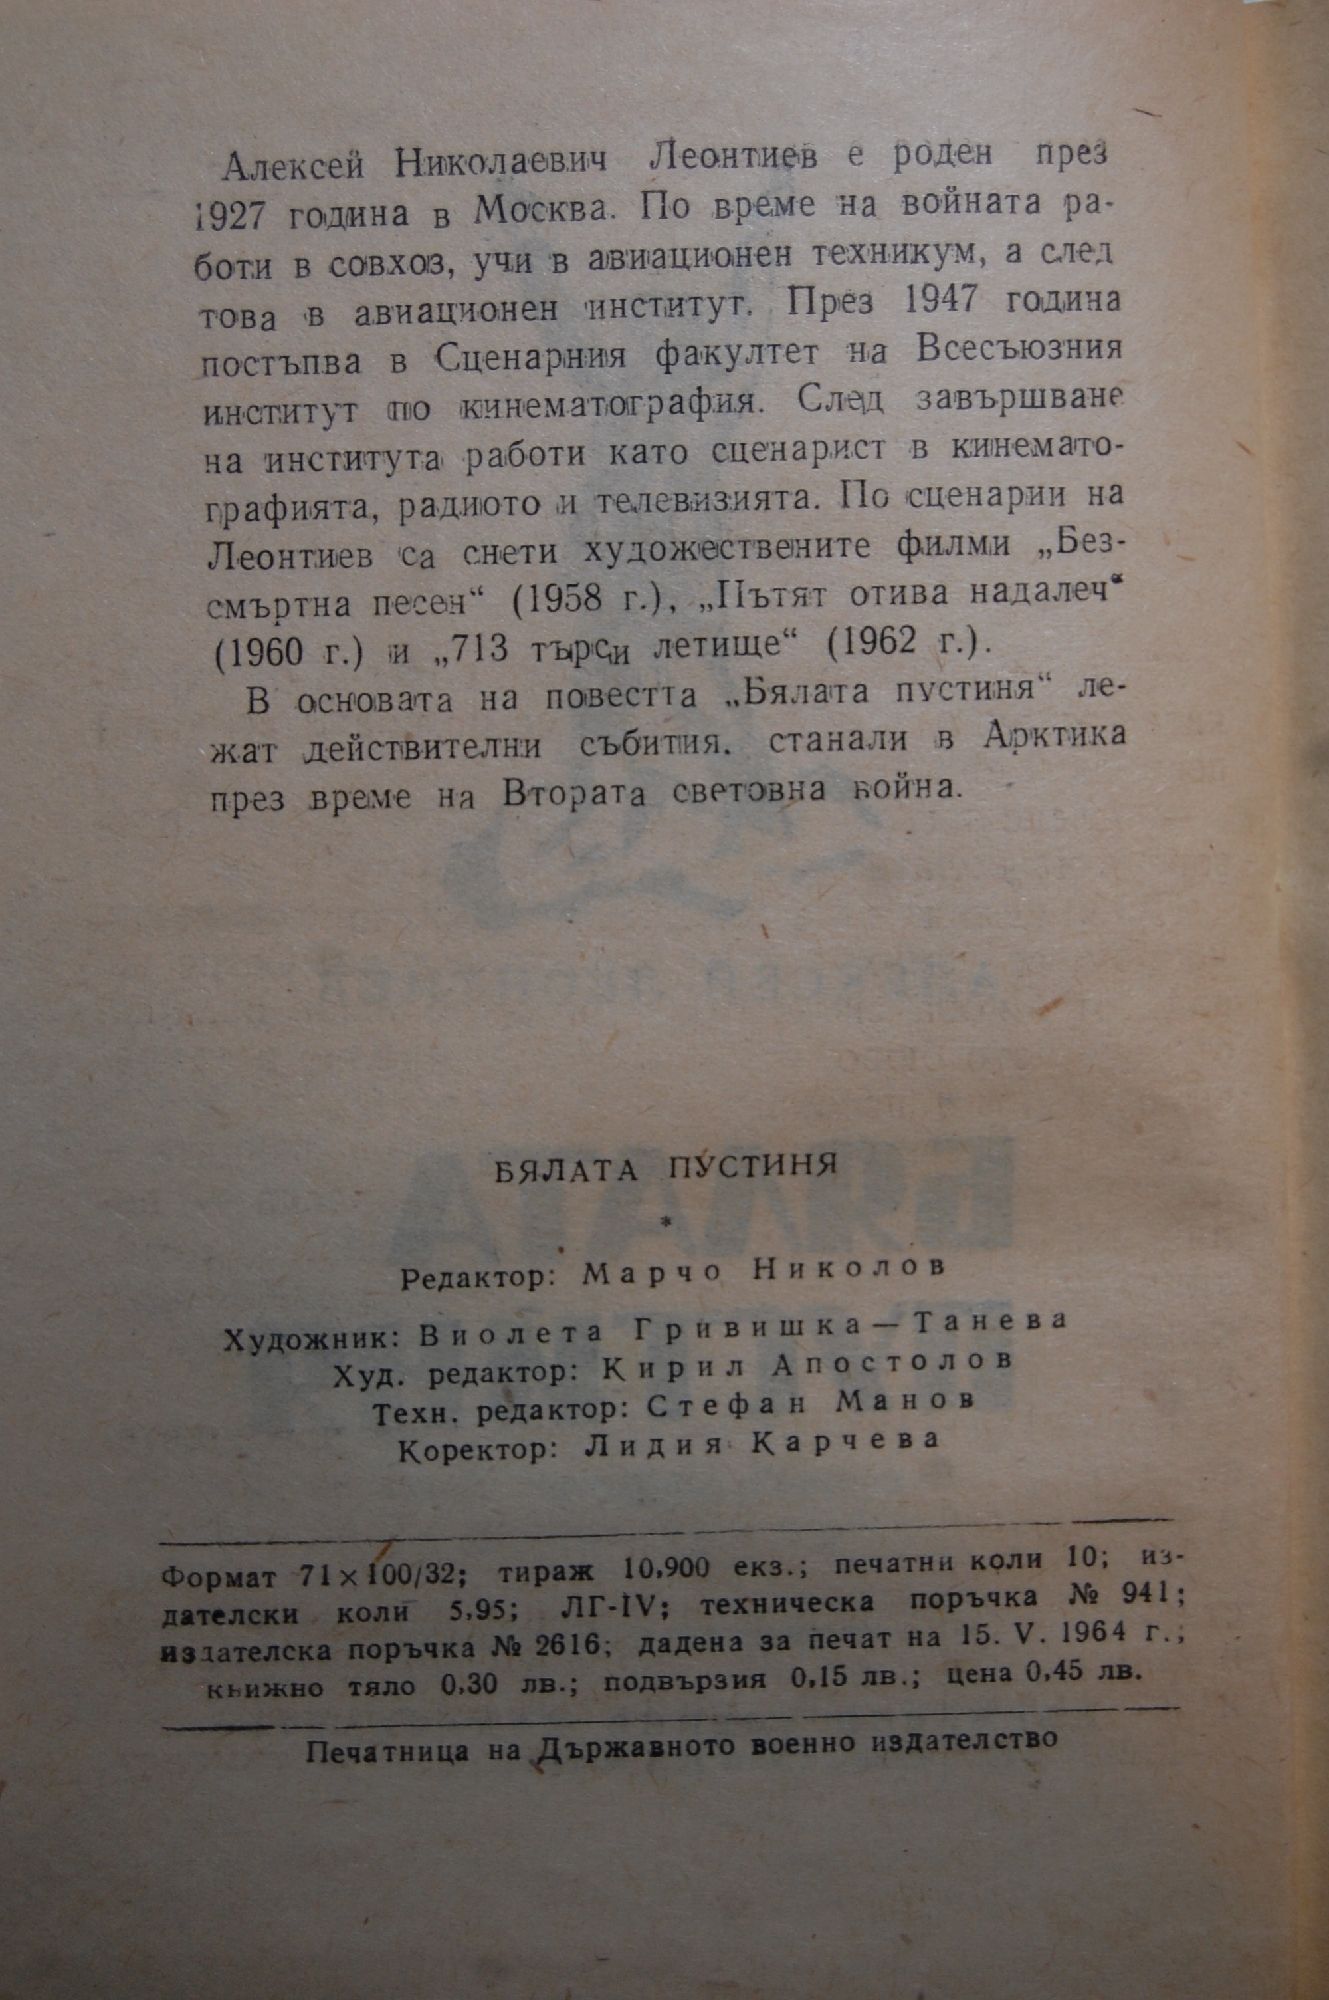 Алексей Николаевич Леонтиев е роден през
1927 година в Москва. По време на войната ра-
боти в совхоз, учи в авиационен техникум, а след
това в авиационен институт. През 1947 година
постъпва в Сценарния факултет на Всесъюзния
институт по кинематография. След завършване
на института работи като сценарист в кинемато-
графията, радиото и телевизията. По сценарии на
Леонтиев са снети художествените филми „Без-
смъртна песен“ (1958 г.), „Пътят отива надалеч“
(1960 г.) и „713 търси летище“ (1962 г.).
В основата на повестта „Бялата пустиня“ ле-
жат действителни събития. станали в Арктика
през време на Втората световна война.
БЯЛАТА ПУСТИНЯ
*
Редактор: Марчо Николов
Художник: Виолета Гривишка — Танева
Худ. редактор: Кирил Апостолов
Техн. редактор: Стефан Манов
Коректор: Лидия Карчева
Формат 71×100/32; тираж 10,900 екз.; печатни коли 10; из-
дателски коли 5,95; ЛГ-IV; техническа поръчка № 941;
издателска поръчка № 2616; дадена за печат на 15. V. 1964 г.;
книжно тяло 0,30 лв.; подвързия 0,15 лв.; цена 0,45 лв.
Печатница на Държавното военно издателство